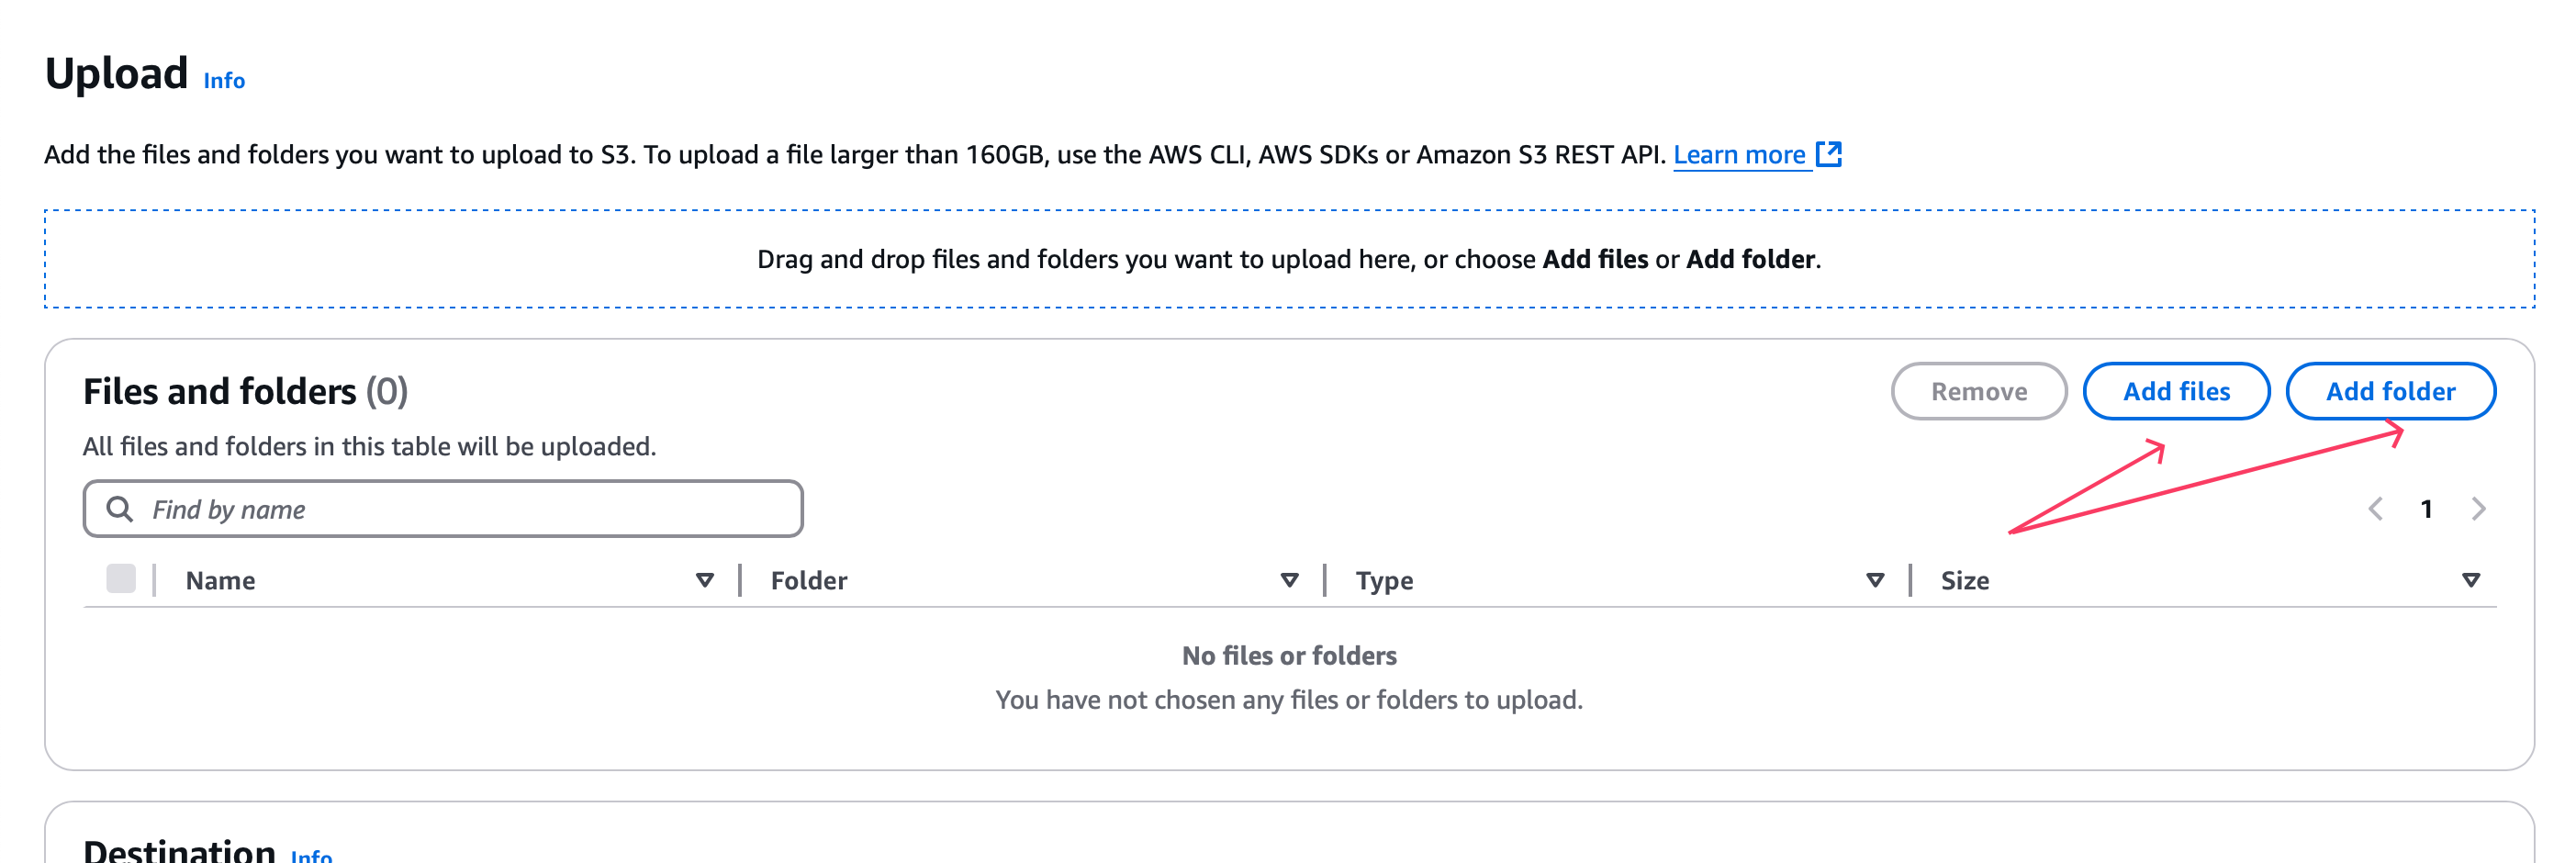 Upload Info
Add the files and folders you want to upload to S3. To upload a file larger than 160GB, use the AWS CLI, AWS SDKs or Amazon S3 REST API. Learn more
Drag and drop files and folders you want to upload here, or choose Add files or Add folder.
Files and folders (0)
Remove Add files Add folder
All files and folders in this table will be uploaded.
Find by name
1
Name Folder Type Size
No files or folders
You have not chosen any files or folders to upload.
Destination Info